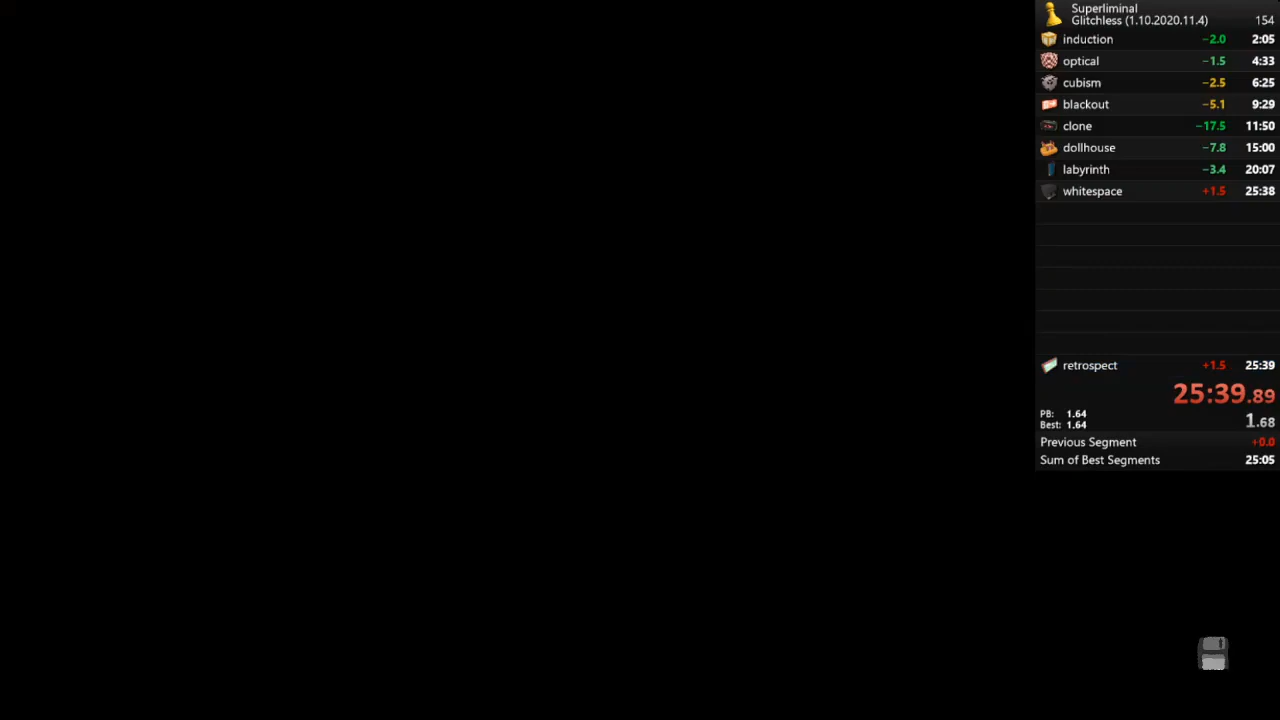 Superliminal
Glitchless (1.10.2020.11.4) 154
induction −2.0 2:05
optical −1.5 4:33
cubism −2.5 6:25
blackout −5.1 9:29
clone −17.5 11:50
dollhouse −7.8 15:00
labyrinth −3.4 20:07
whitespace +1.5 25:38
retrospect +1.5 25:39
25:39.89
PB: 1.64
Best: 1.64 1.68
Previous Segment +0.0
Sum of Best Segments 25:05